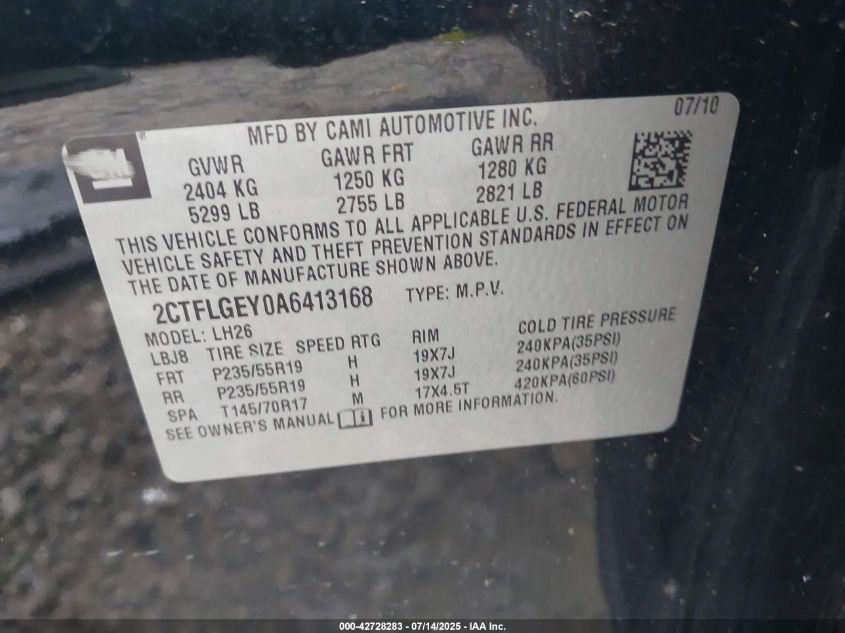 MFD BY CAMI AUTOMOTIVE INC. 07/10
GVWR GAWR FRT GAWR RR
2404 KG 1250 KG 1280 KG
5299 LB 2755 LB 2821 LB
THIS VEHICLE CONFORMS TO ALL APPLICABLE U.S. FEDERAL MOTOR
VEHICLE SAFETY AND THEFT PREVENTION STANDARDS IN EFFECT ON
THE DATE OF MANUFACTURE SHOWN ABOVE.
2CTFLGEY0A6413168 TYPE: M.P.V.
MODEL: LH26
LBJ8 TIRE SIZE SPEED RTG RIM COLD TIRE PRESSURE
FRT P235/55R19 H 19X7J 240KPA(35PSI)
RR P235/55R19 H 19X7J 240KPA(35PSI)
SPA T145/70R17 M 17X4.5T 420KPA(60PSI)
SEE OWNER'S MANUAL FOR MORE INFORMATION.
000-42728283 - 07/14/2025 - IAA Inc.